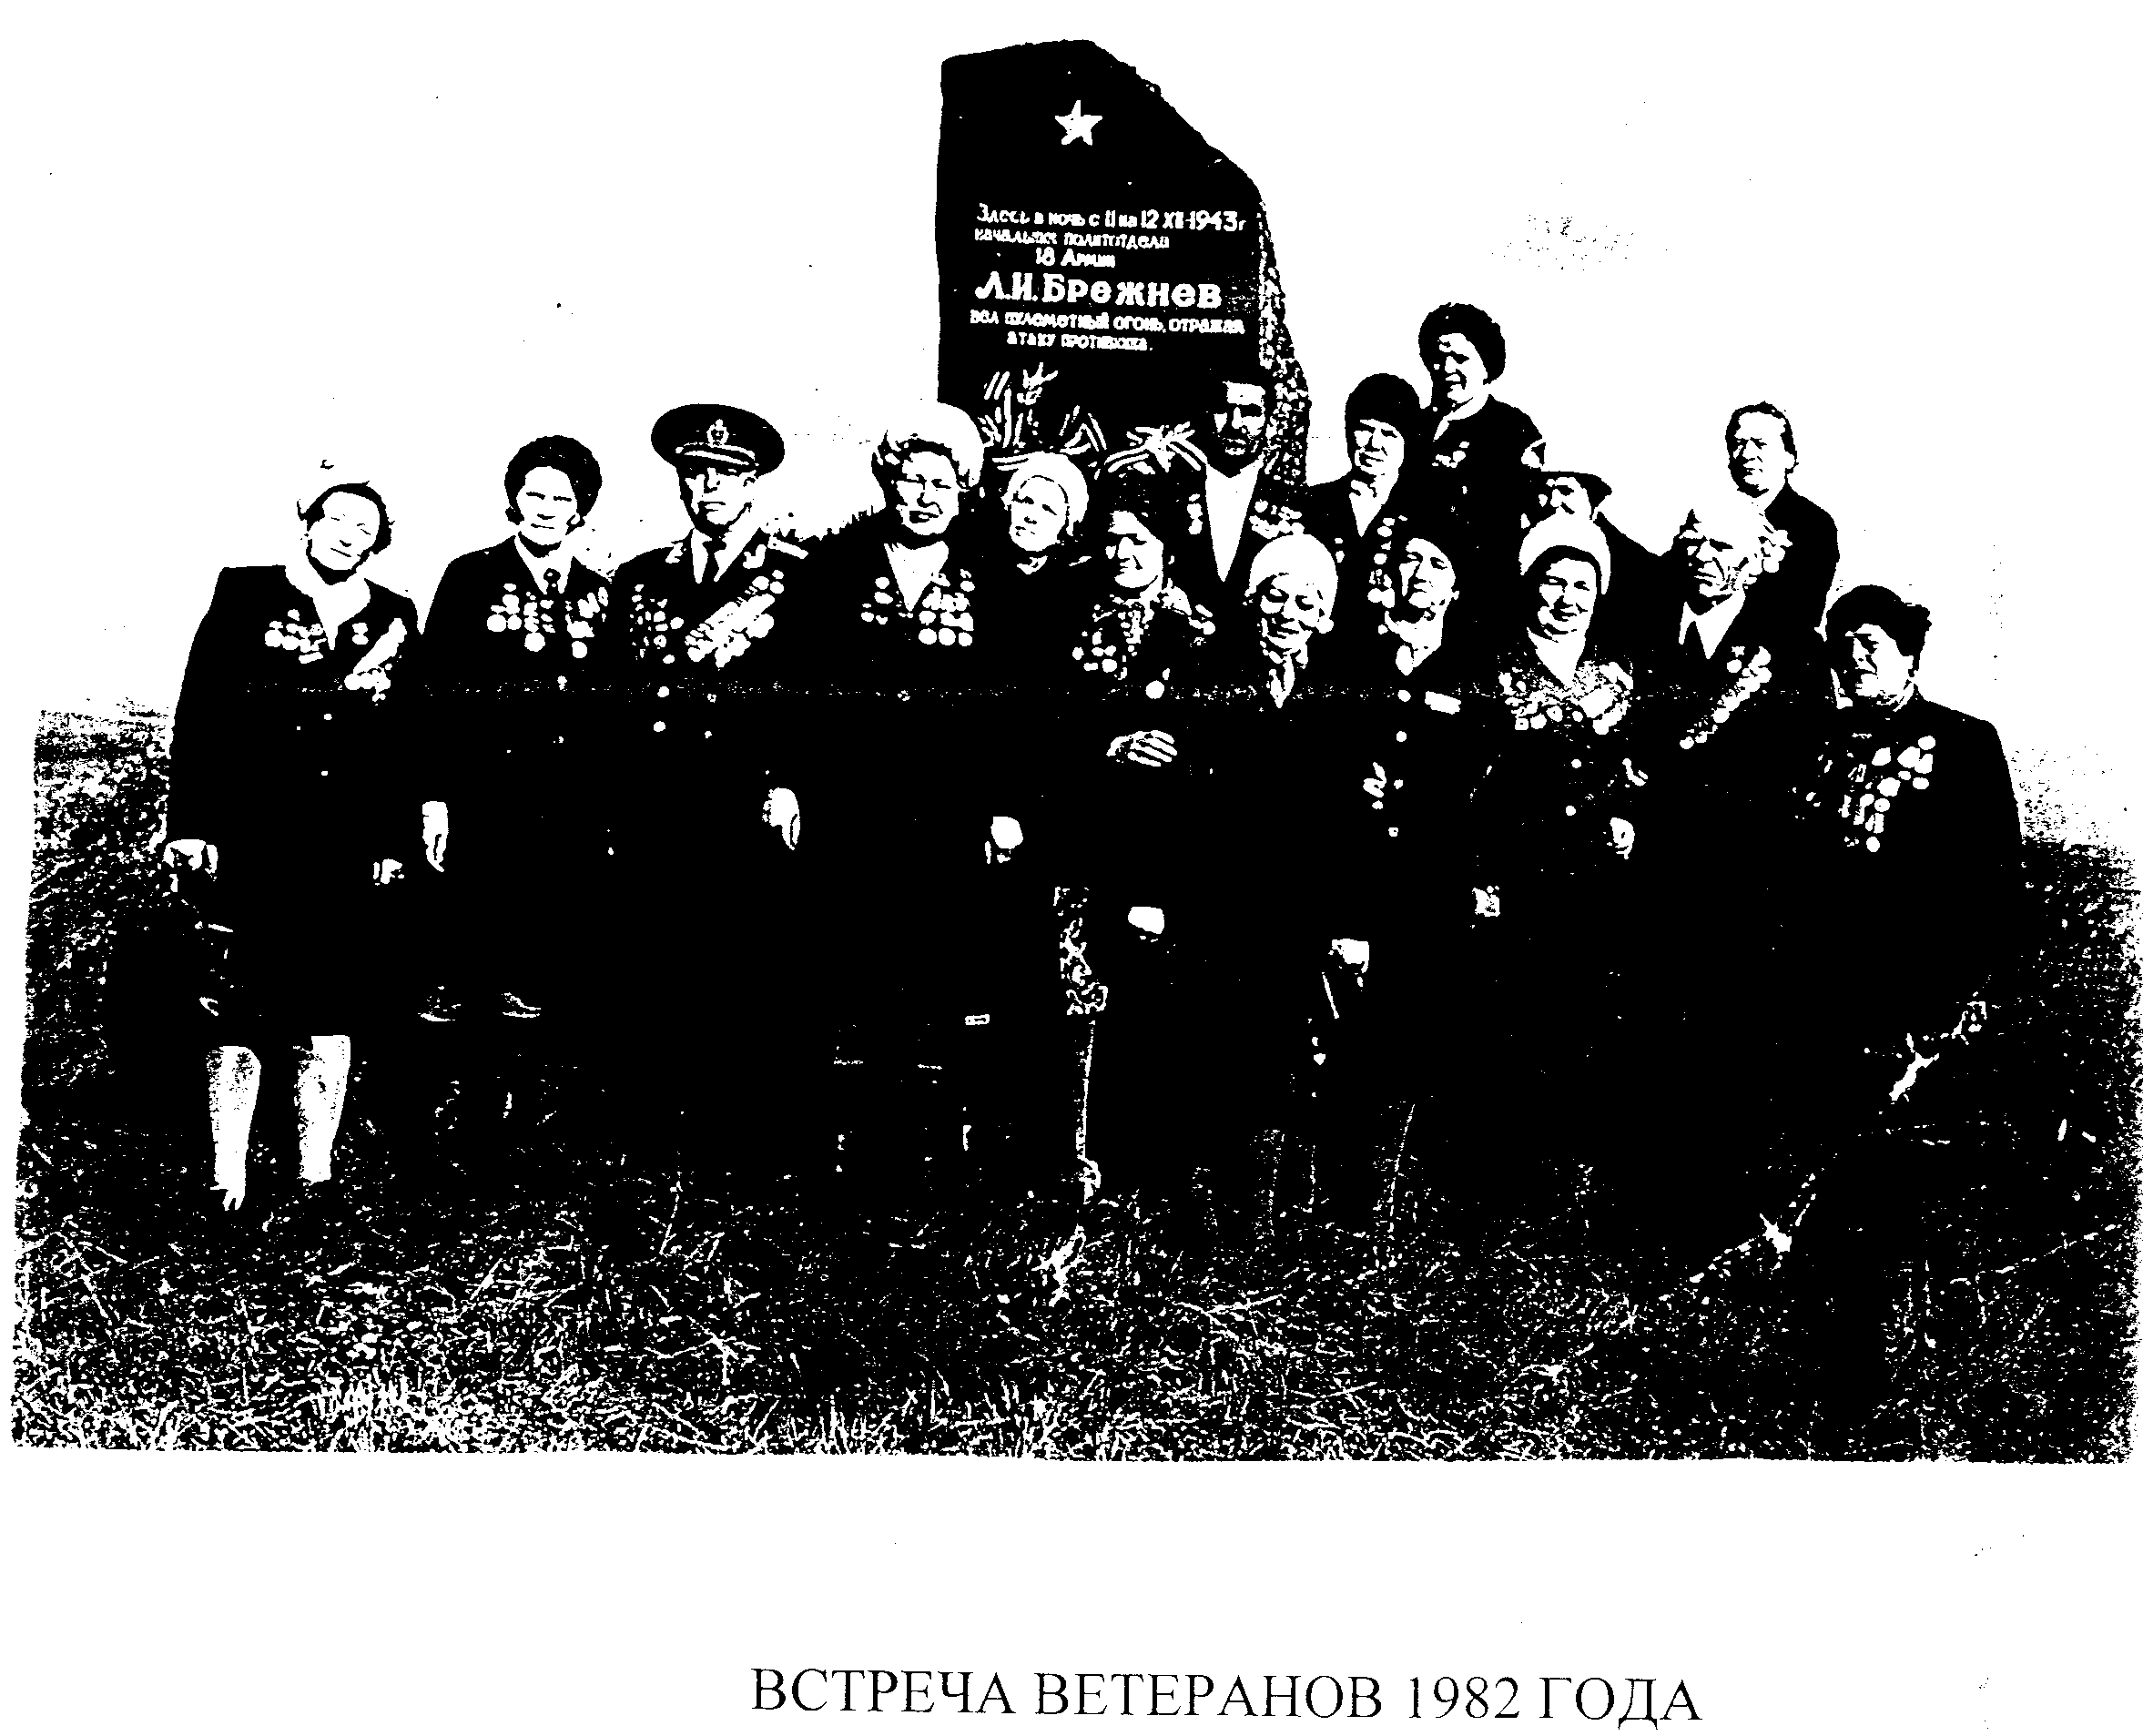 Здесь в ночь с 11 на 12 XII-1943г
начальник политотдела
18 Армии
Л.И.Брежнев
вел пулеметный огонь, отражая
атаку противника.
ВСТРЕЧА ВЕТЕРАНОВ 1982 ГОДА